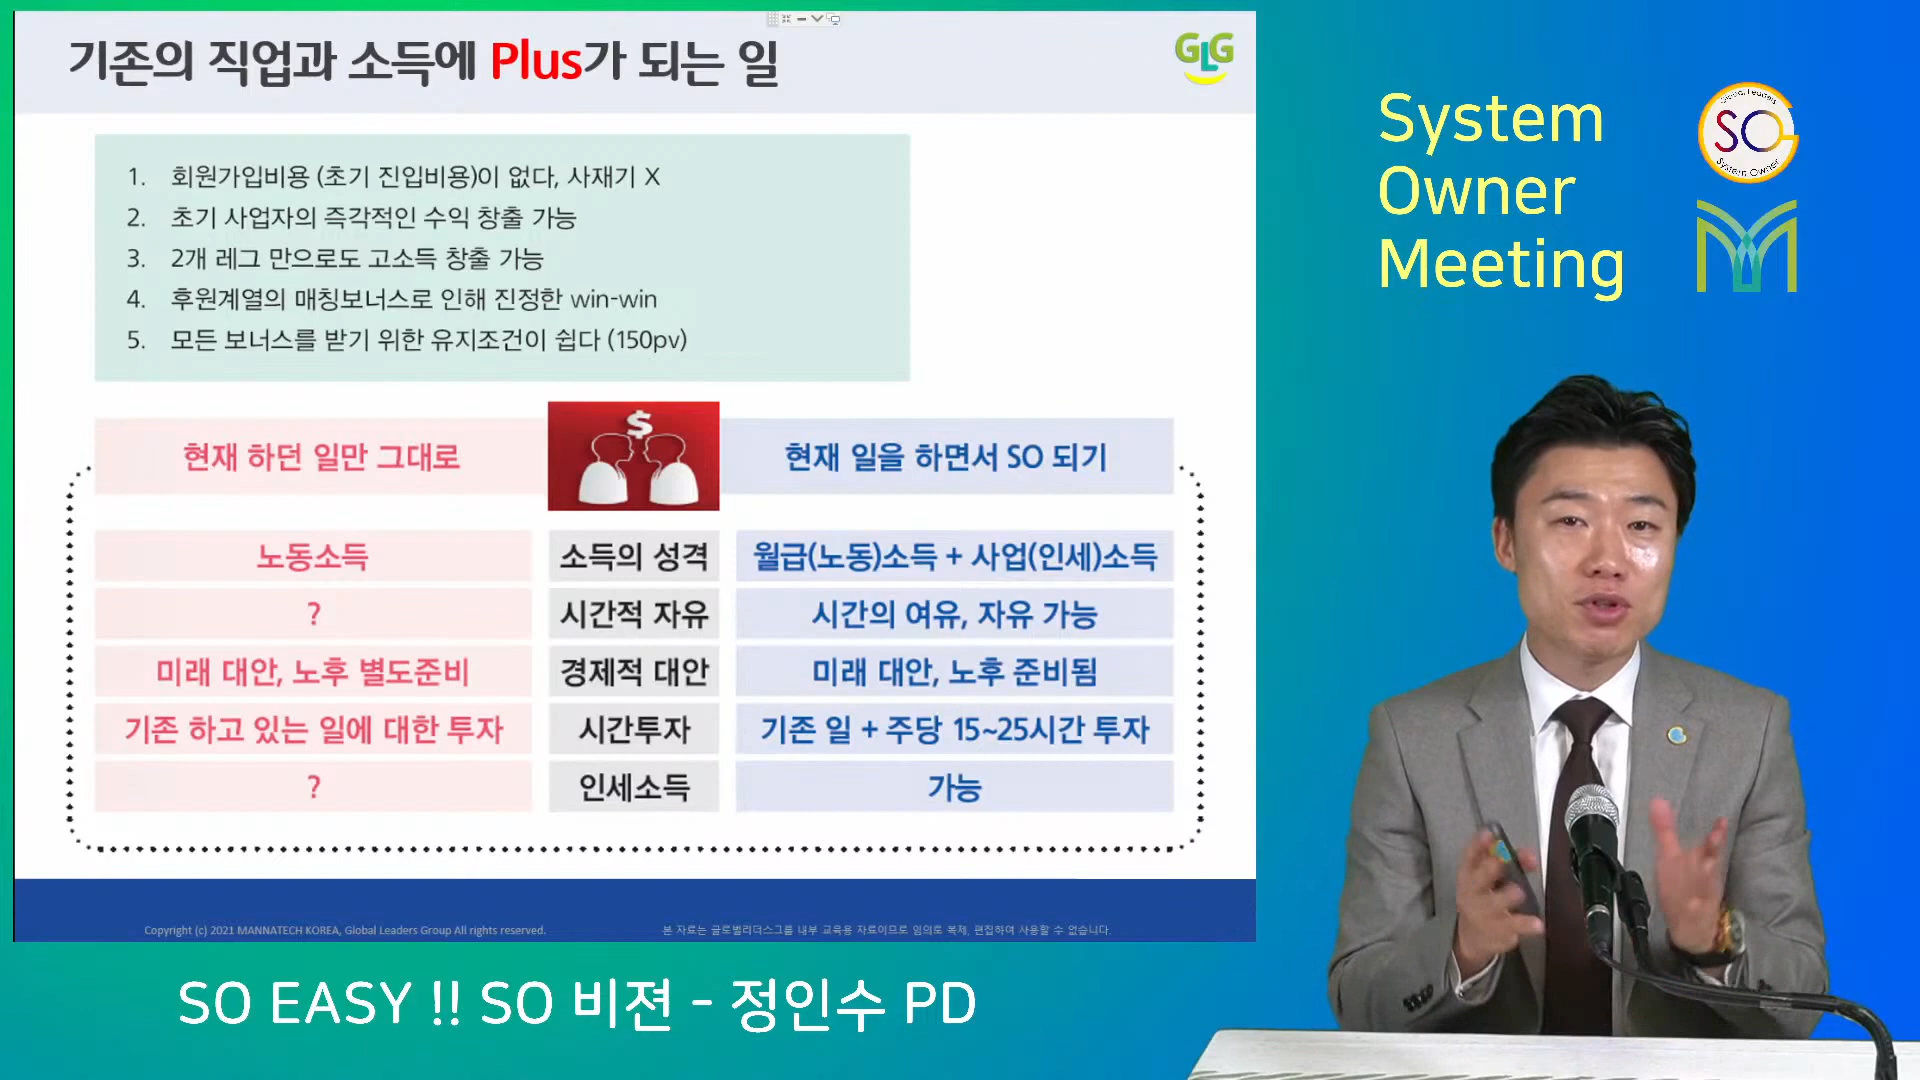 기존의 직업과 소득에 Plus가 되는 일
GLG
1. 회원가입비용 (초기 진입비용)이 없다, 사재기 X
2. 초기 사업자의 즉각적인 수익 창출 가능
3. 2개 레그 만으로도 고소득 창출 가능
4. 후원계열의 매칭보너스로 인해 진정한 win-win
5. 모든 보너스를 받기 위한 유지조건이 쉽다 (150pv)
현재 하던 일만 그대로
$
현재 일을 하면서 SO 되기
노동소득 소득의 성격 월급(노동)소득 + 사업(인세)소득
? 시간적 자유 시간의 여유, 자유 가능
미래 대안, 노후 별도준비 경제적 대안 미래 대안, 노후 준비됨
기존 하고 있는 일에 대한 투자 시간투자 기존 일 + 주당 15~25시간 투자
? 인세소득 가능
Copyright (c) 2021 MANNATECH KOREA, Global Leaders Group All rights reserved.
본 자료는 글로벌리더스그룹 내부 교육용 자료이므로 임의로 복제, 편집하여 사용할 수 없습니다.
System
Owner
Meeting
Global Leaders
SO
System Owner
SO EASY !! SO 비젼 - 정인수 PD